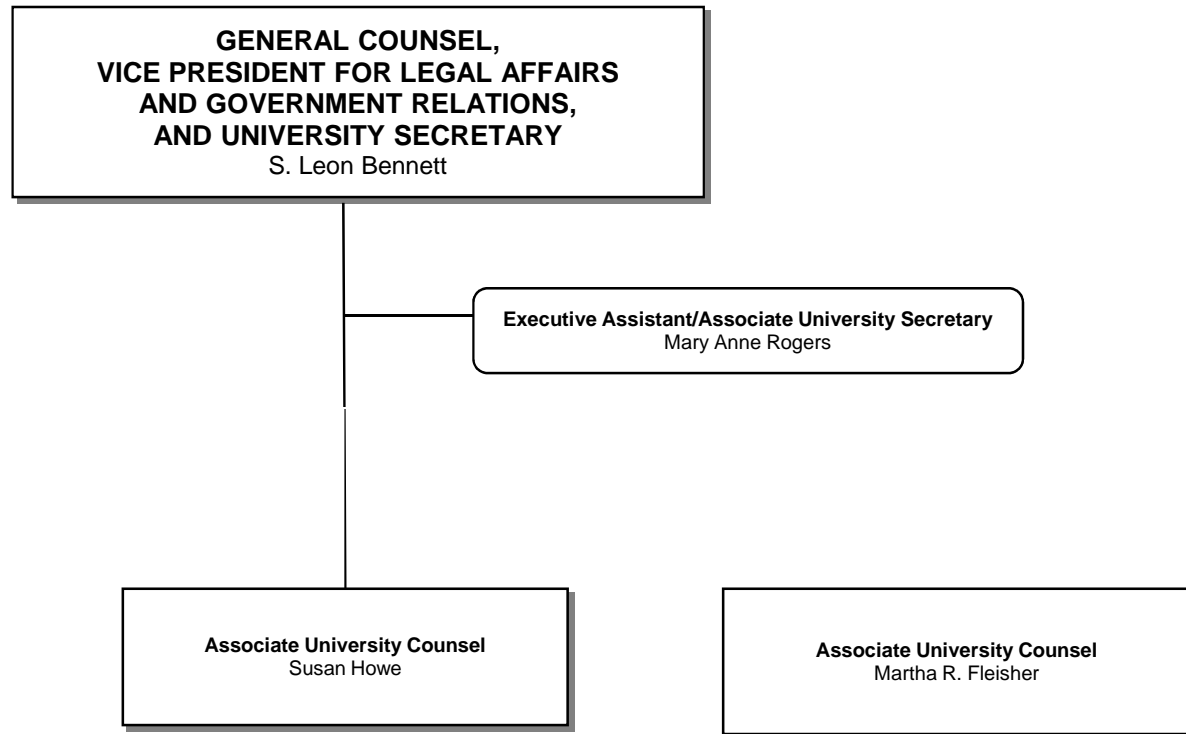 GENERAL COUNSEL,
VICE PRESIDENT FOR LEGAL AFFAIRS
AND GOVERNMENT RELATIONS,
AND UNIVERSITY SECRETARY
S. Leon Bennett
Executive Assistant/Associate University Secretary
Mary Anne Rogers
Associate University Counsel
Susan Howe
Associate University Counsel
Martha R. Fleisher